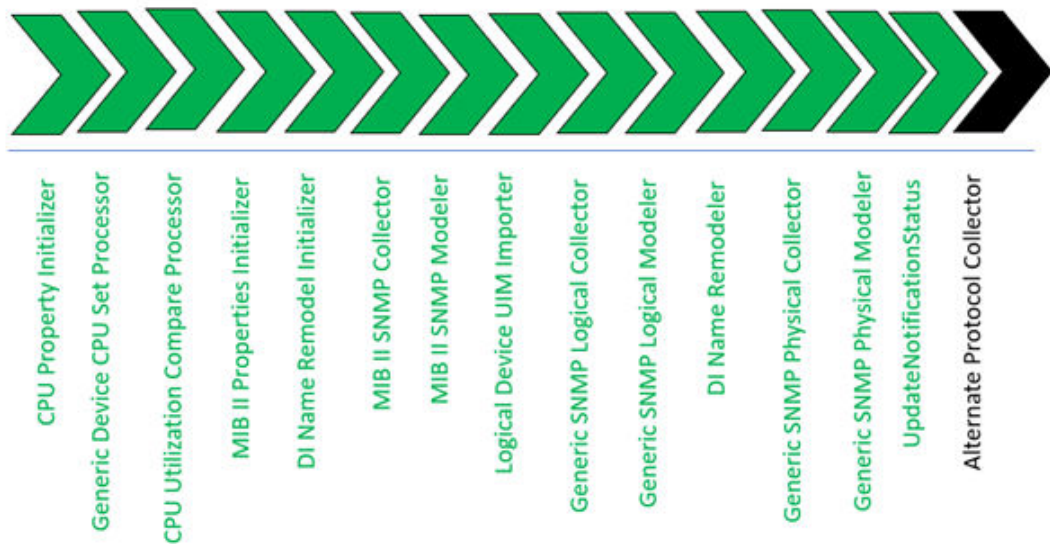 CPU Property Initializer
Generic Device CPU Set Processor
CPU Utilization Compare Processor
MIB II Properties Initializer
DI Name Remodel Initializer
MIB II SNMP Collector
MIB II SNMP Modeler
Logical Device UIM Importer
Generic SNMP Logical Collector
Generic SNMP Logical Modeler
DI Name Remodeler
Generic SNMP Physical Collector
Generic SNMP Physical Modeler
UpdateNotificationStatus
Alternate Protocol Collector